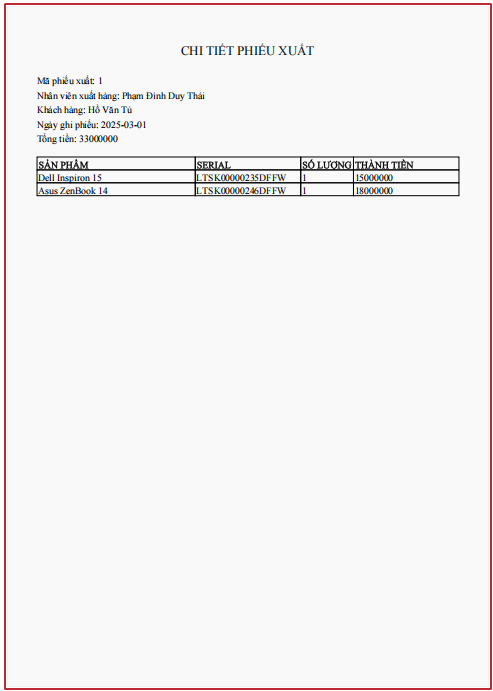 CHI TIẾT PHIẾU XUẤT
Mã phiếu xuất: 1
Nhân viên xuất hàng: Phạm Đình Duy Thái
Khách hàng: Hồ Văn Tủ
Ngày ghi phiếu: 2025-03-01
Tổng tiền: 33000000
SẢN PHẨM SERIAL SỐ LƯỢNG THÀNH TIỀN
Dell Inspiron 15 LTSK00000235DFFW 1 15000000
Asus ZenBook 14 LTSK00000246DFFW 1 18000000